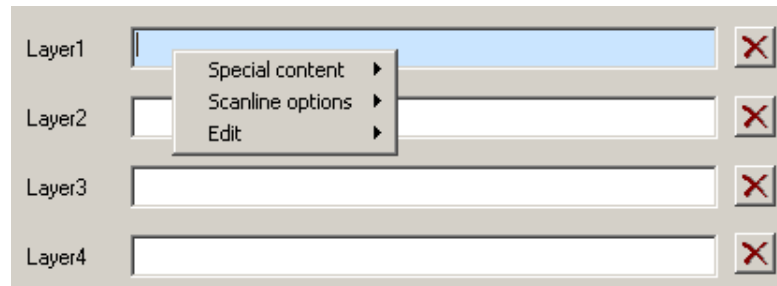 Layer1
Special content
Scanline options
Layer2
Edit
Layer3
Layer4